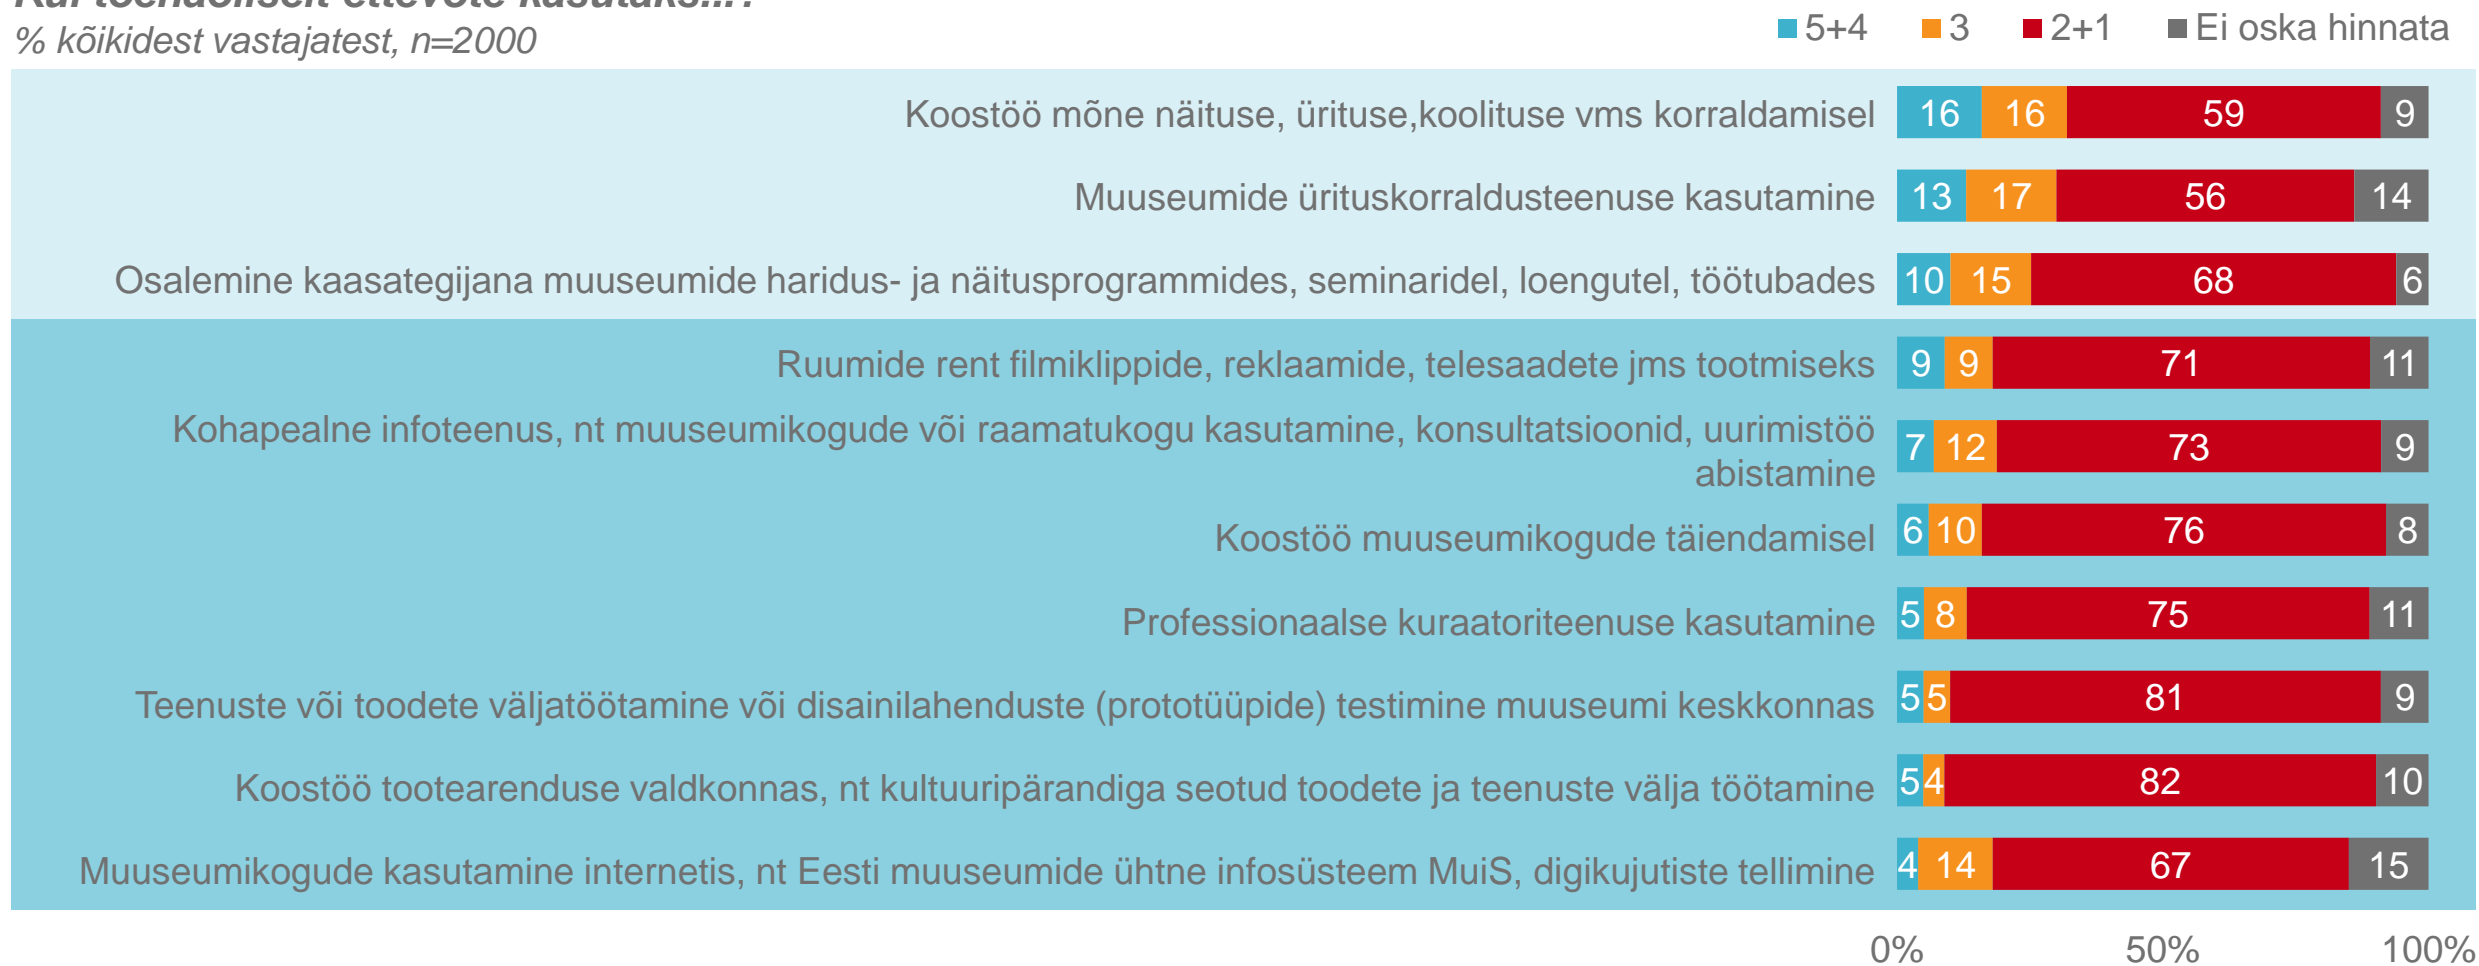 Kui tõenäoliselt ettevõte kasutaks...?
% kõikidest vastajatest, n=2000
5+4 3 2+1 Ei oska hinnata
Koostöö mõne näituse, ürituse,koolituse vms korraldamisel 16 16 59 9
Muuseumide ürituskorraldusteenuse kasutamine 13 17 56 14
Osalemine kaasategijana muuseumide haridus- ja näitusprogrammides, seminaridel, loengutel, töötubades 10 15 68 6
Ruumide rent filmiklippide, reklaamide, telesaadete jms tootmiseks 9 9 71 11
Kohapealne infoteenus, nt muuseumikogude või raamatukogu kasutamine, konsultatsioonid, uurimistöö
abistamine 7 12 73 9
Koostöö muuseumikogude täiendamisel 6 10 76 8
Professionaalse kuraatoriteenuse kasutamine 5 8 75 11
Teenuste või toodete väljatöötamine või disainilahenduste (prototüüpide) testimine muuseumi keskkonnas 5 5 81 9
Koostöö tootearenduse valdkonnas, nt kultuuripärandiga seotud toodete ja teenuste välja töötamine 5 4 82 10
Muuseumikogude kasutamine internetis, nt Eesti muuseumide ühtne infosüsteem MuiS, digikujutiste tellimine 4 14 67 15
0% 50% 100%